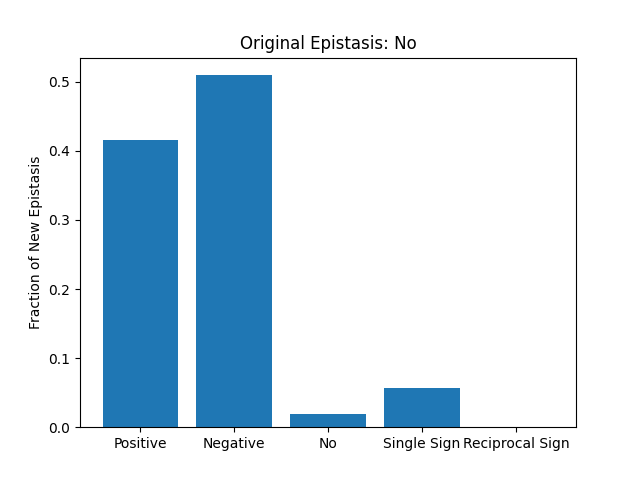 Original Epistasis: No
Fraction of New Epistasis
0.5
0.4
0.3
0.2
0.1
0.0
Positive Negative No Single Sign Reciprocal Sign